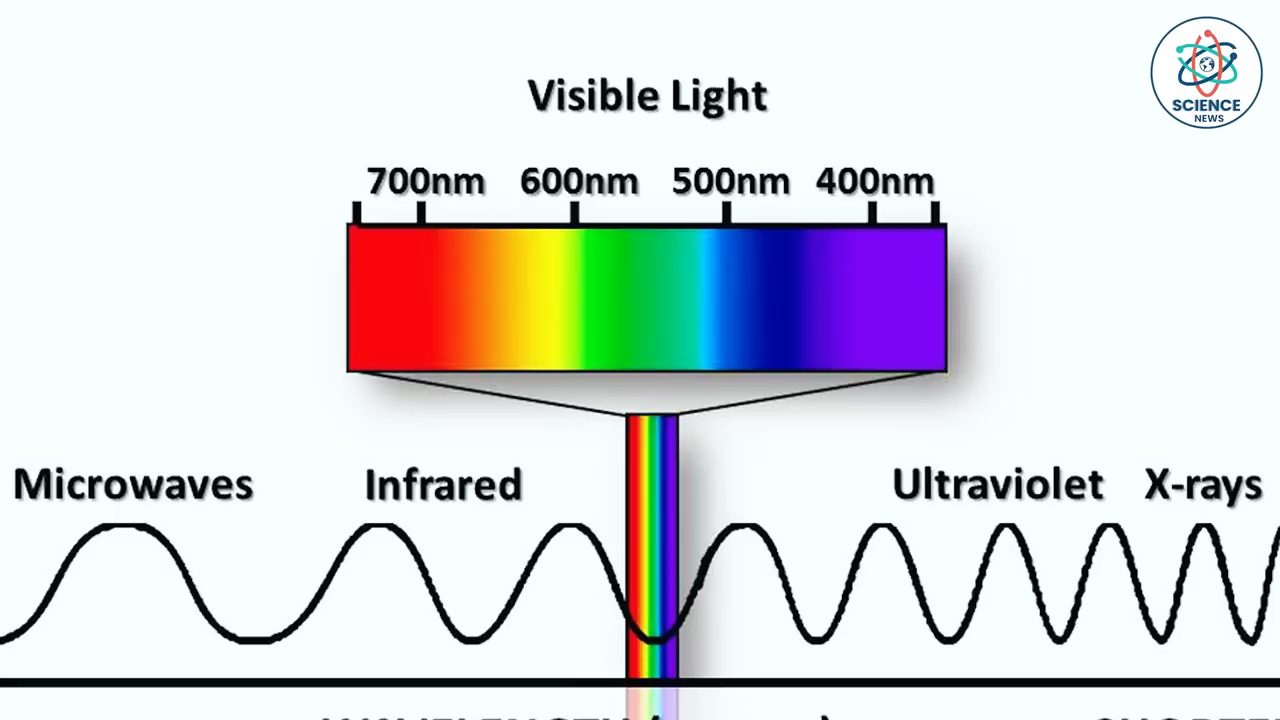 SCIENCE
NEWS
Visible Light
700nm 600nm 500nm 400nm
Microwaves Infrared Ultraviolet X-rays